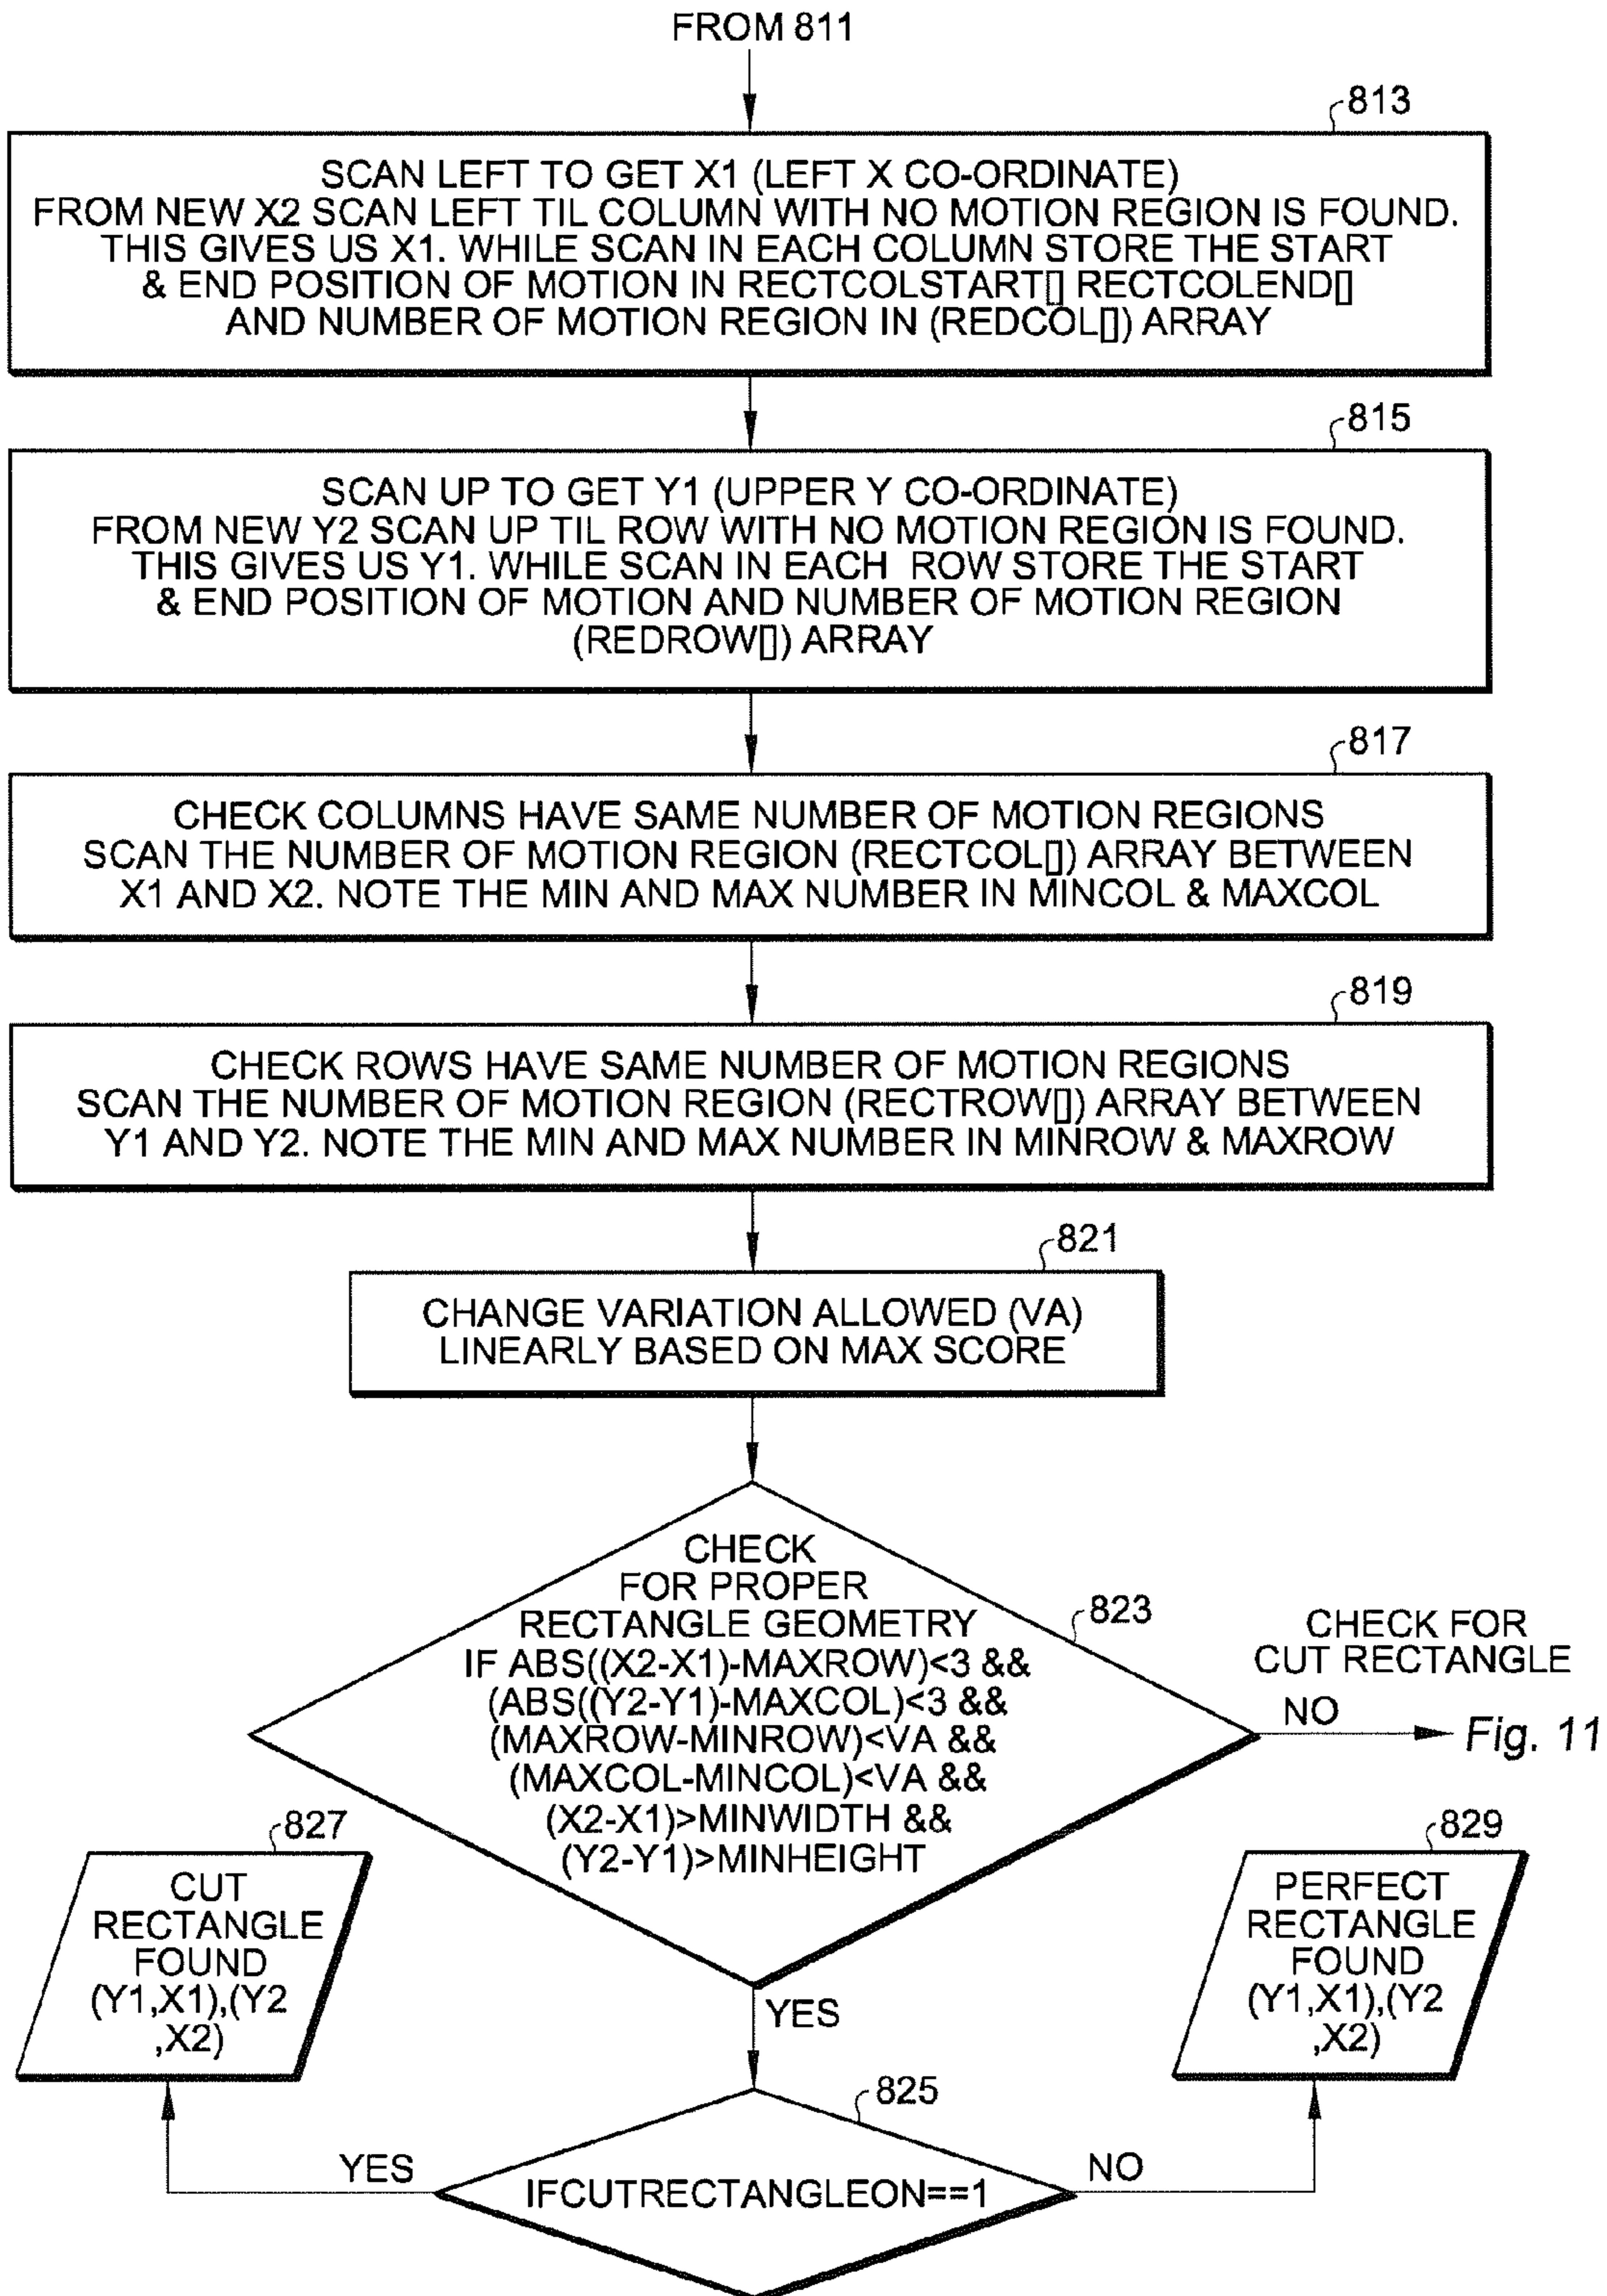 FROM 811
813
SCAN LEFT TO GET X1 (LEFT X CO-ORDINATE)
FROM NEW X2 SCAN LEFT TIL COLUMN WITH NO MOTION REGION IS FOUND.
THIS GIVES US X1. WHILE SCAN IN EACH COLUMN STORE THE START
& END POSITION OF MOTION IN RECTCOLSTART[] RECTCOLEND[]
AND NUMBER OF MOTION REGION IN (REDCOL[]) ARRAY
815
SCAN UP TO GET Y1 (UPPER Y CO-ORDINATE)
FROM NEW Y2 SCAN UP TIL ROW WITH NO MOTION REGION IS FOUND.
THIS GIVES US Y1. WHILE SCAN IN EACH ROW STORE THE START
& END POSITION OF MOTION AND NUMBER OF MOTION REGION
(REDROW[]) ARRAY
817
CHECK COLUMNS HAVE SAME NUMBER OF MOTION REGIONS
SCAN THE NUMBER OF MOTION REGION (RECTCOL[]) ARRAY BETWEEN
X1 AND X2. NOTE THE MIN AND MAX NUMBER IN MINCOL & MAXCOL
819
CHECK ROWS HAVE SAME NUMBER OF MOTION REGIONS
SCAN THE NUMBER OF MOTION REGION (RECTROW[]) ARRAY BETWEEN
Y1 AND Y2. NOTE THE MIN AND MAX NUMBER IN MINROW & MAXROW
821
CHANGE VARIATION ALLOWED (VA)
LINEARLY BASED ON MAX SCORE
CHECK
FOR PROPER
RECTANGLE GEOMETRY
IF ABS((X2-X1)-MAXROW)<3 &&
(ABS((Y2-Y1)-MAXCOL)<3 &&
(MAXROW-MINROW)<VA &&
(MAXCOL-MINCOL)<VA &&
(X2-X1)>MINWIDTH &&
(Y2-Y1)>MINHEIGHT
823
CHECK FOR
CUT RECTANGLE
NO
Fig. 11
827
CUT
RECTANGLE
FOUND
(Y1,X1),(Y2
,X2)
829
PERFECT
RECTANGLE
FOUND
(Y1,X1),(Y2
,X2)
YES
825
YES
IFCUTRECTANGLEON==1
NO